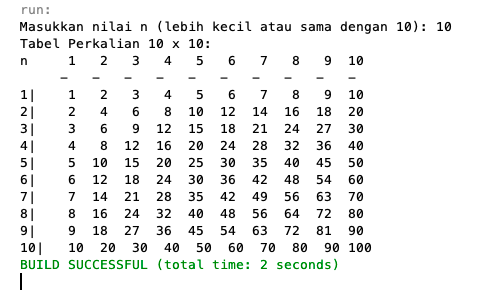 run:
Masukkan nilai n (lebih kecil atau sama dengan 10): 10
Tabel Perkalian 10 x 10:
n     1   2   3   4   5   6   7   8   9  10
     _   _   _   _   _   _   _   _   _   _
1|    1   2   3   4   5   6   7   8   9  10
2|    2   4   6   8  10  12  14  16  18  20
3|    3   6   9  12  15  18  21  24  27  30
4|    4   8  12  16  20  24  28  32  36  40
5|    5  10  15  20  25  30  35  40  45  50
6|    6  12  18  24  30  36  42  48  54  60
7|    7  14  21  28  35  42  49  56  63  70
8|    8  16  24  32  40  48  56  64  72  80
9|    9  18  27  36  45  54  63  72  81  90
10|   10  20  30  40  50  60  70  80  90 100
BUILD SUCCESSFUL (total time: 2 seconds)